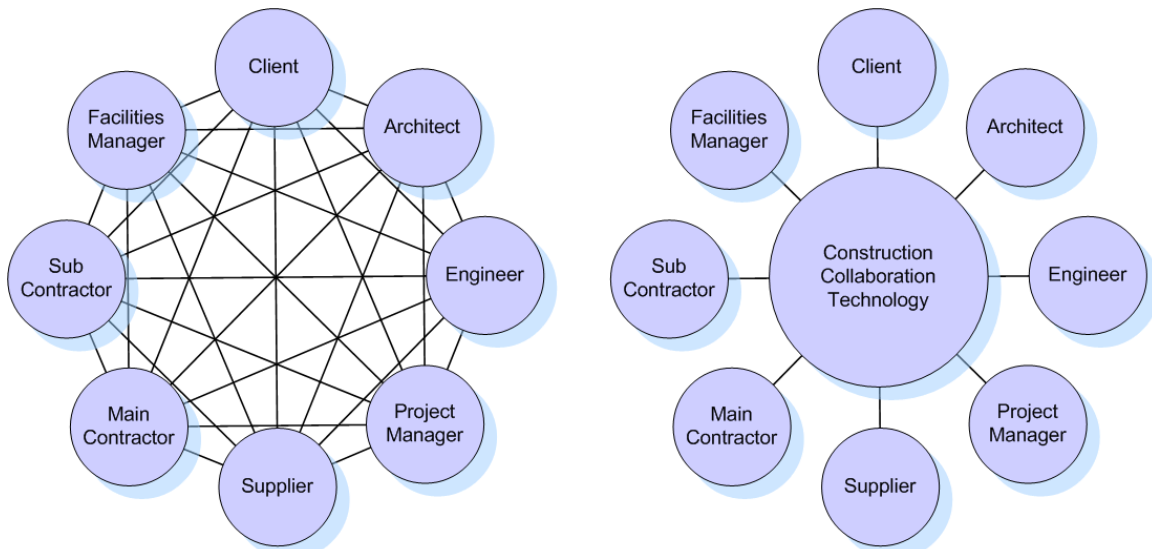 Client
Facilities
Manager
Architect
Sub
Contractor
Engineer
Main
Contractor
Project
Manager
Supplier
Client
Facilities
Manager
Architect
Sub
Contractor
Construction
Collaboration
Technology
Engineer
Main
Contractor
Project
Manager
Supplier